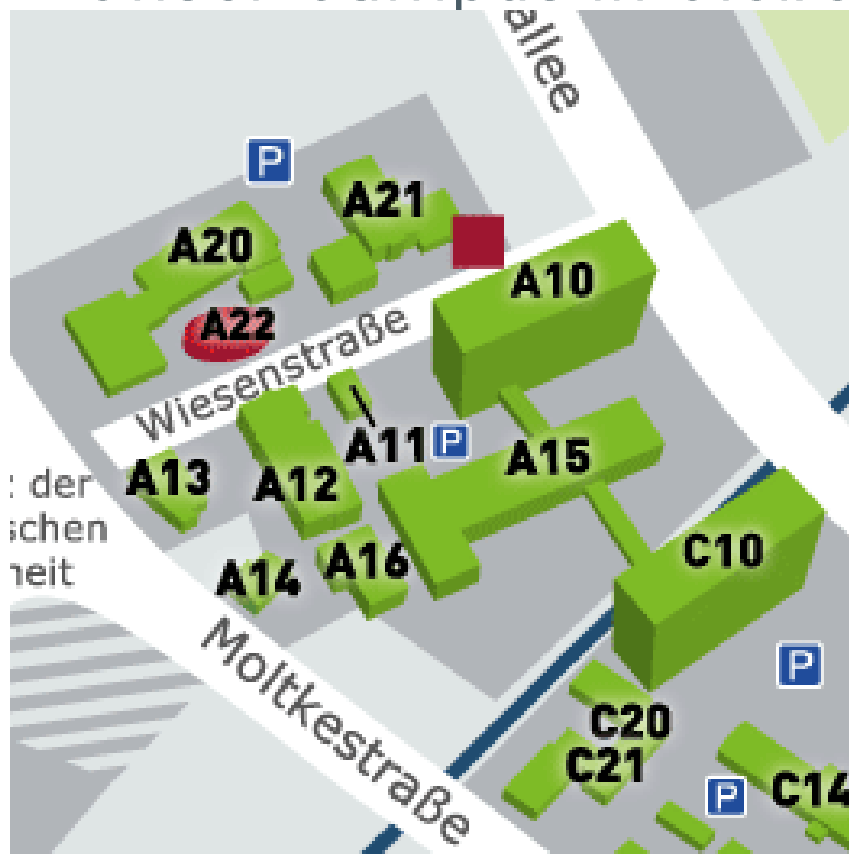 allee
P
A21
A20
A10
A22
Wiesenstraße
A11
P
A15
A13
A12
: der
schen
heit
A14
A16
C10
Moltkestraße
P
C20
C21
P
C14